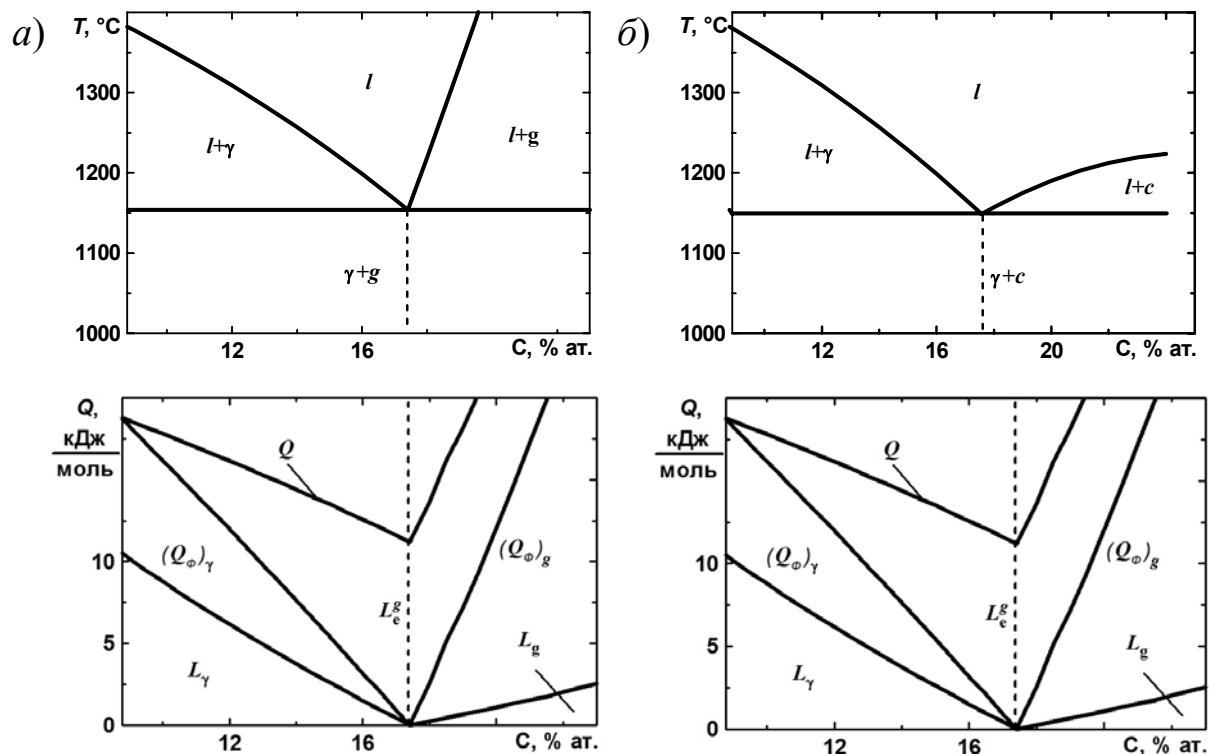 а)
T, °C
1300
1200
1100
1000
12
16
C, % ат.
l
l+γ
l+g
γ+g
б)
T, °C
1300
1200
1100
1000
12
16
20
C, % ат.
l
l+γ
l+c
γ+c
Q,
кДж
моль
10
5
0
12
16
C, % ат.
Q
(Q_Ф)_γ
(Q_Ф)_g
L_e^g
L_γ
L_g
Q,
кДж
моль
10
5
0
12
16
C, % ат.
Q
(Q_Ф)_γ
(Q_Ф)_g
L_e^g
L_γ
L_g